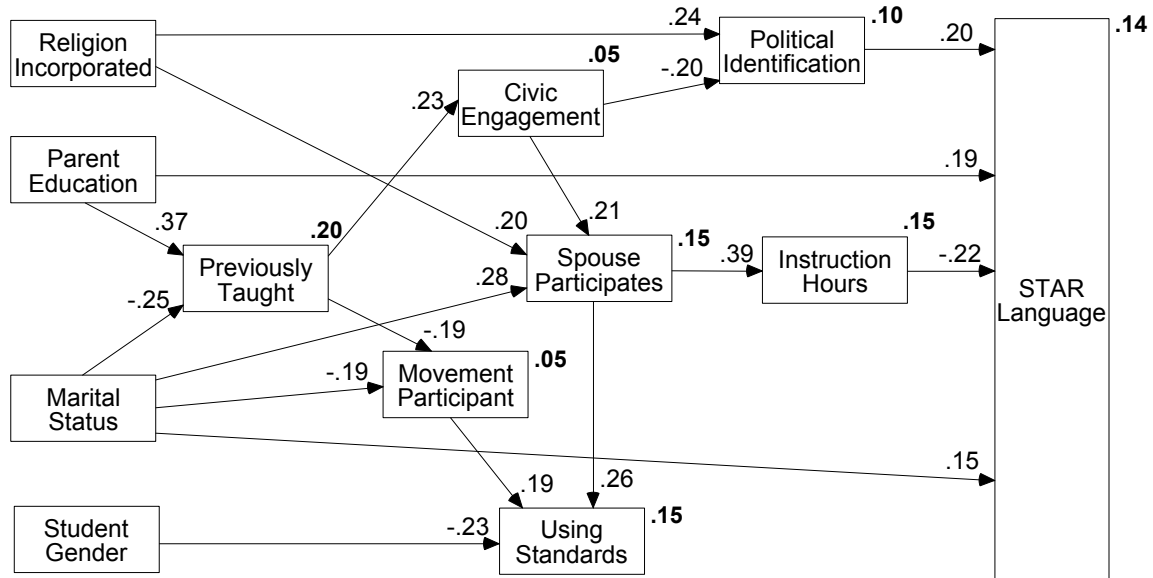 Religion
Incorporated
.24
.10
Political
Identification
.20
.14
.05
-.20
Civic
Engagement
.23
Parent
Education
.19
.37
.20
.20
.21
.15
.15
Previously
Taught
Spouse
Participates
.39
Instruction
Hours
-.22
.28
-.25
STAR
Language
-.19
.05
Marital
Status
-.19
Movement
Participant
.15
.19
.26
.15
Student
Gender
-.23
Using
Standards